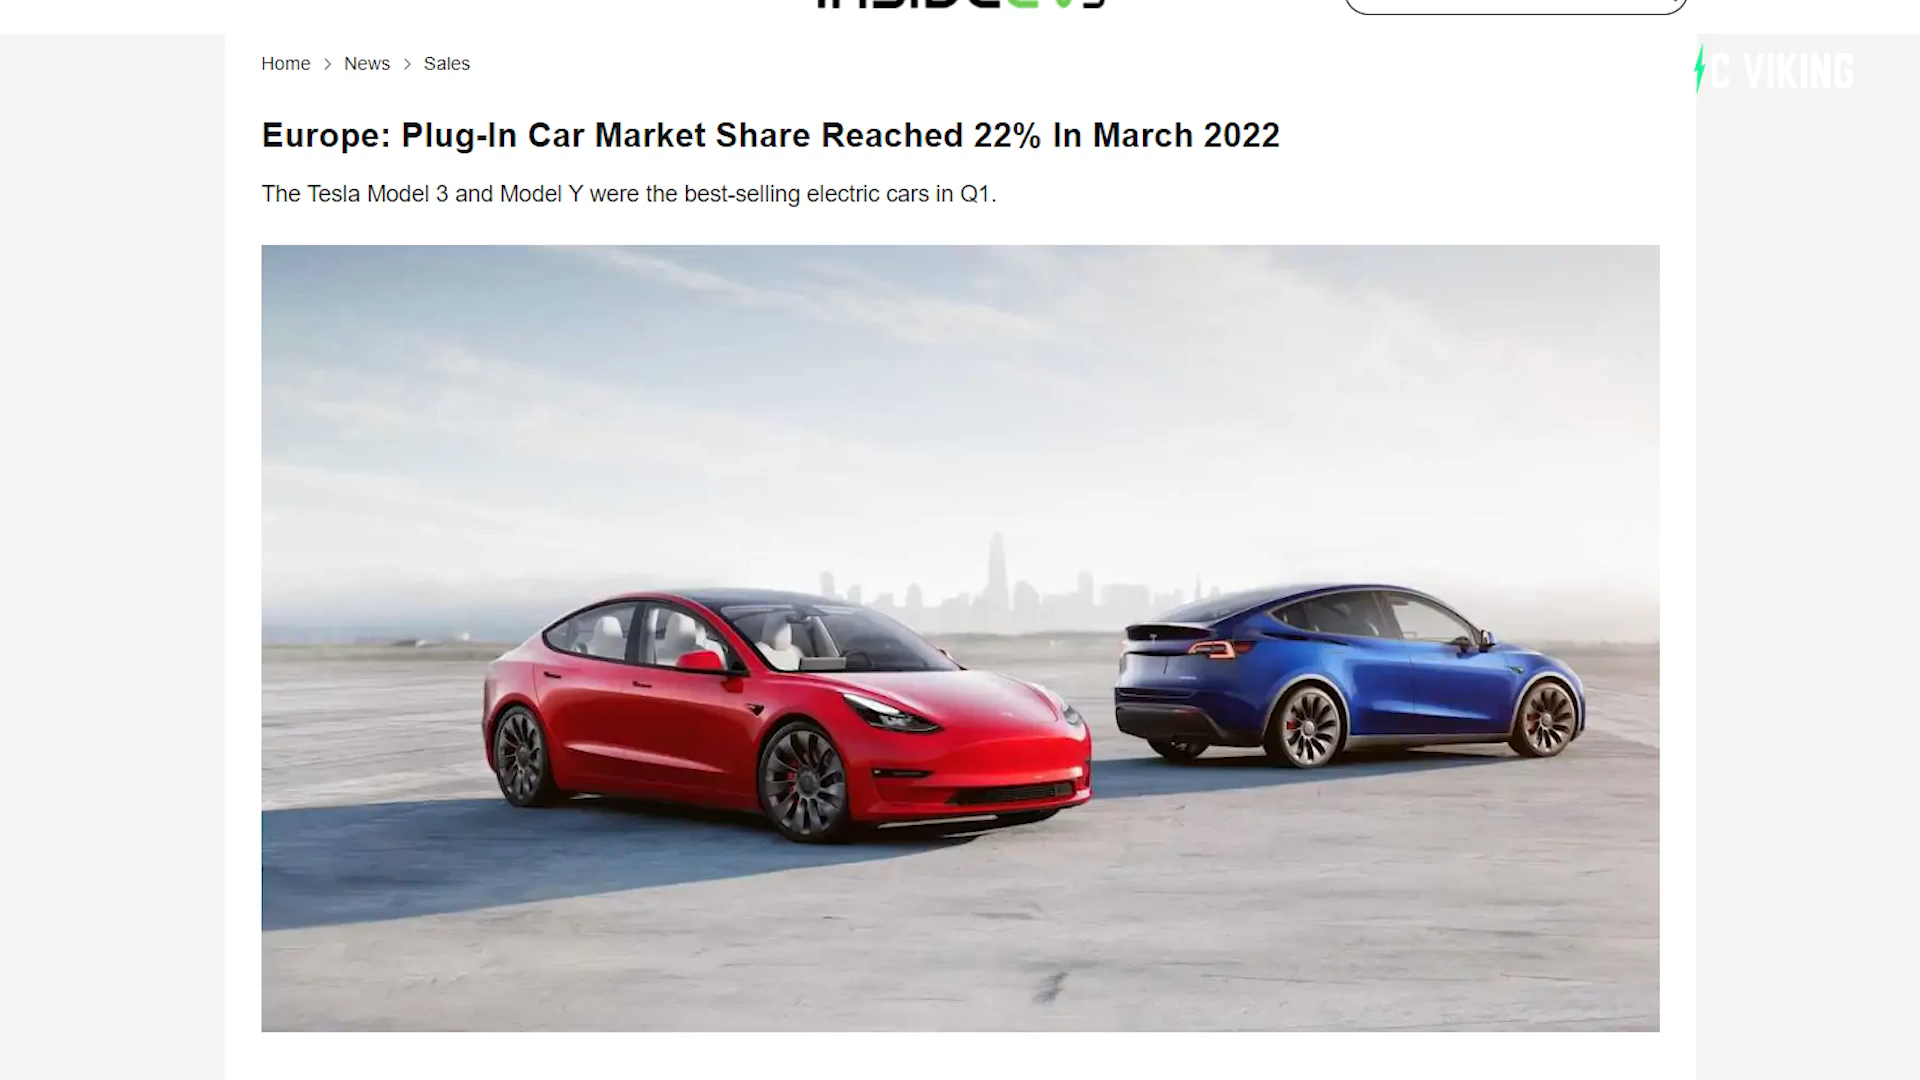 INSIDEEVs
Home > News > Sales
C VIKING
Europe: Plug-In Car Market Share Reached 22% In March 2022
The Tesla Model 3 and Model Y were the best-selling electric cars in Q1.